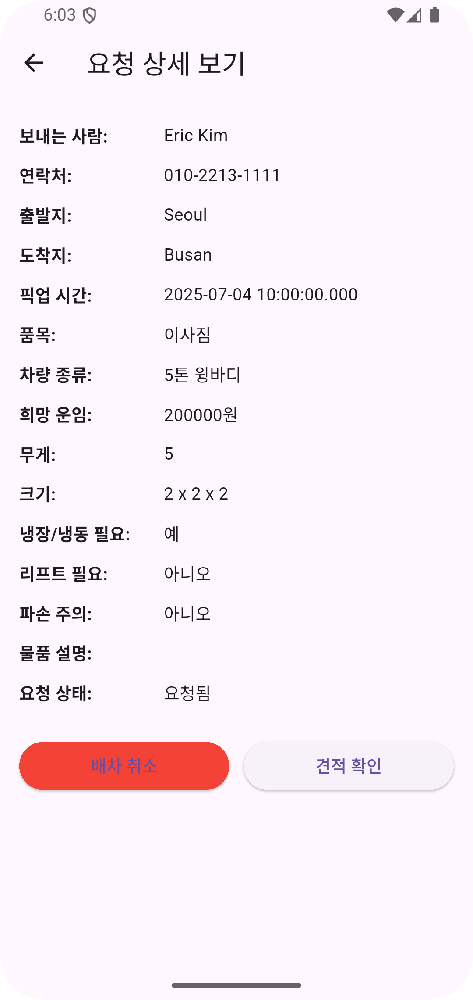 6:03
요청 상세 보기
보내는 사람: Eric Kim
연락처: 010-2213-1111
출발지: Seoul
도착지: Busan
픽업 시간: 2025-07-04 10:00:00.000
품목: 이사짐
차량 종류: 5톤 윙바디
희망 운임: 200000원
무게: 5
크기: 2 x 2 x 2
냉장/냉동 필요: 예
리프트 필요: 아니오
파손 주의: 아니오
물품 설명:
요청 상태: 요청됨
배차 취소 견적 확인